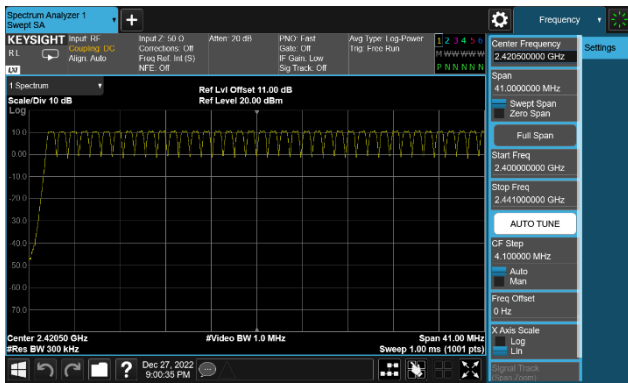 Spectrum Analyzer 1
Swept SA
+
Frequency
KEYSIGHT
Input: RF
Coupling: DC
Align: Auto
Input Z: 50 Ω
Corrections: Off
Freq Ref: Int (S)
NFE: Off
Atten: 20 dB
PNO: Fast
Gate: Off
IF Gain: Low
Sig Track: Off
Avg Type: Log-Power
Trig: Free Run
1 2 3 4 5 6
M W W W W W
P N N N N N
RL
LXI
1 Spectrum
Scale/Div 10 dB
Ref Lvl Offset 11.00 dB
Ref Level 20.00 dBm
Log
10.0
0.00
-10.0
-20.0
-30.0
-40.0
-50.0
-60.0
-70.0
Center 2.42050 GHz
#Res BW 300 kHz
#Video BW 1.0 MHz
Span 41.00 MHz
Sweep 1.00 ms (1001 pts)
Center Frequency
2.420500000 GHz
Settings
Span
41.0000000 MHz
Swept Span
Zero Span
Full Span
Start Freq
2.400000000 GHz
Stop Freq
2.441000000 GHz
AUTO TUNE
CF Step
4.100000 MHz
Auto
Man
Freq Offset
0 Hz
X Axis Scale
Log
Lin
Signal Track
(Span Zoom)
?
Dec 27, 2022
9:00:35 PM